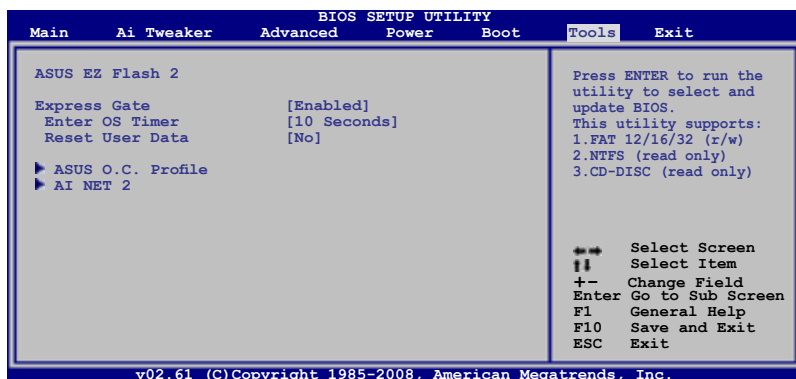 BIOS SETUP UTILITY
Main Ai Tweaker Advanced Power Boot Tools Exit
ASUS EZ Flash 2
Express Gate [Enabled]
Enter OS Timer [10 Seconds]
Reset User Data [No]
ASUS O.C. Profile
AI NET 2
Press ENTER to run the
utility to select and
update BIOS.
This utility supports:
1.FAT 12/16/32 (r/w)
2.NTFS (read only)
3.CD-DISC (read only)
Select Screen
Select Item
+- Change Field
Enter Go to Sub Screen
F1 General Help
F10 Save and Exit
ESC Exit
v02.61 (C)Copyright 1985-2008, American Megatrends, Inc.